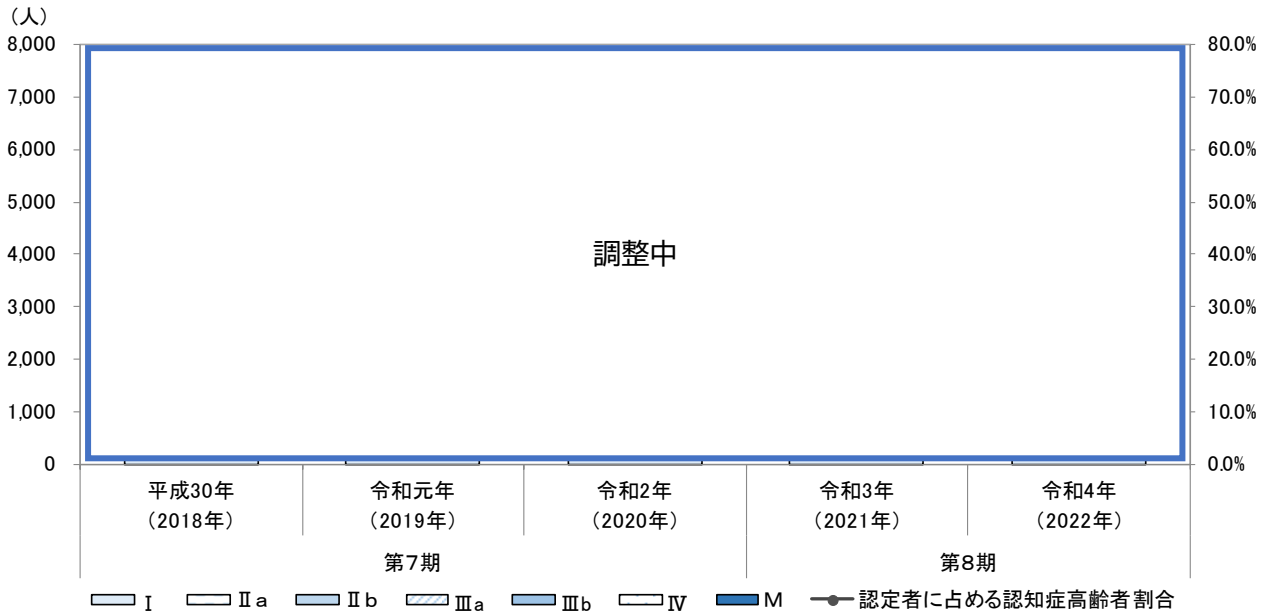 (人)
8,000 80.0%
7,000 70.0%
6,000 60.0%
5,000 50.0%
4,000 調整中 40.0%
3,000 30.0%
2,000 20.0%
1,000 10.0%
0 0.0%
平成30年 令和元年 令和2年 令和3年 令和4年
(2018年) (2019年) (2020年) (2021年) (2022年)
第7期 第8期
Ⅰ Ⅱa Ⅱb Ⅲa Ⅲb Ⅳ M 認定者に占める認知症高齢者割合